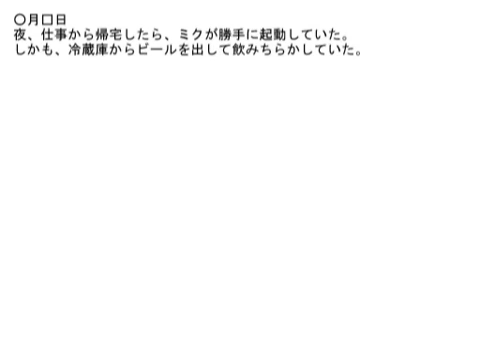 〇月口日
夜、仕事から帰宅したら、ミクが勝手に起動していた。
しかも、冷蔵庫からビールを出して飲みちらかしていた。